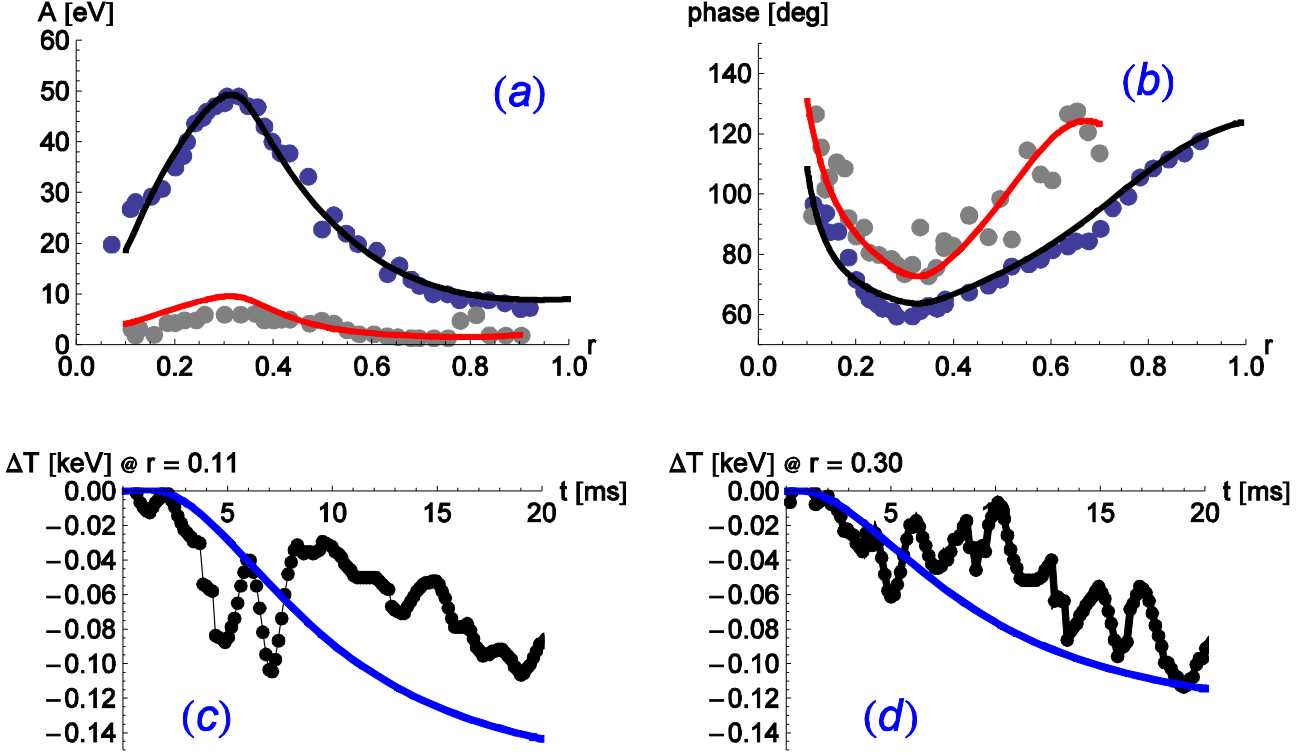 A [eV]
60
50
40
30
20
10
0
0.0 0.2 0.4 0.6 0.8 1.0
r
(a)
phase [deg]
140
120
100
80
60
0.0 0.2 0.4 0.6 0.8 1.0
r
(b)
ΔT [keV] @ r = 0.11
t [ms]
5 10 15 20
0.00
−0.02
−0.04
−0.06
−0.08
−0.10
−0.12
−0.14
(c)
ΔT [keV] @ r = 0.30
t [ms]
5 10 15 20
0.00
−0.02
−0.04
−0.06
−0.08
−0.10
−0.12
−0.14
(d)